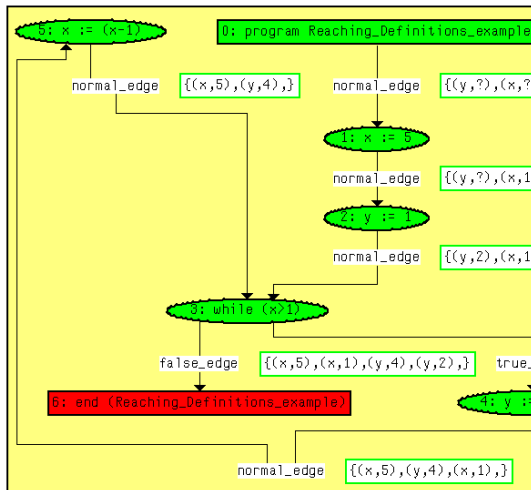 5: x := (x-1)
0: program Reaching_Definitions_example
normal_edge
{(x,5),(y,4),}
normal_edge
{(y,?),(x,?
1: x := 5
normal_edge
{(y,?),(x,1
2: y := 1
normal_edge
{(y,2),(x,1
3: while (x>1)
false_edge
{(x,5),(x,1),(y,4),(y,2),}
true_
6: end (Reaching_Definitions_example)
4: y :=
normal_edge
{(x,5),(y,4),(x,1),}